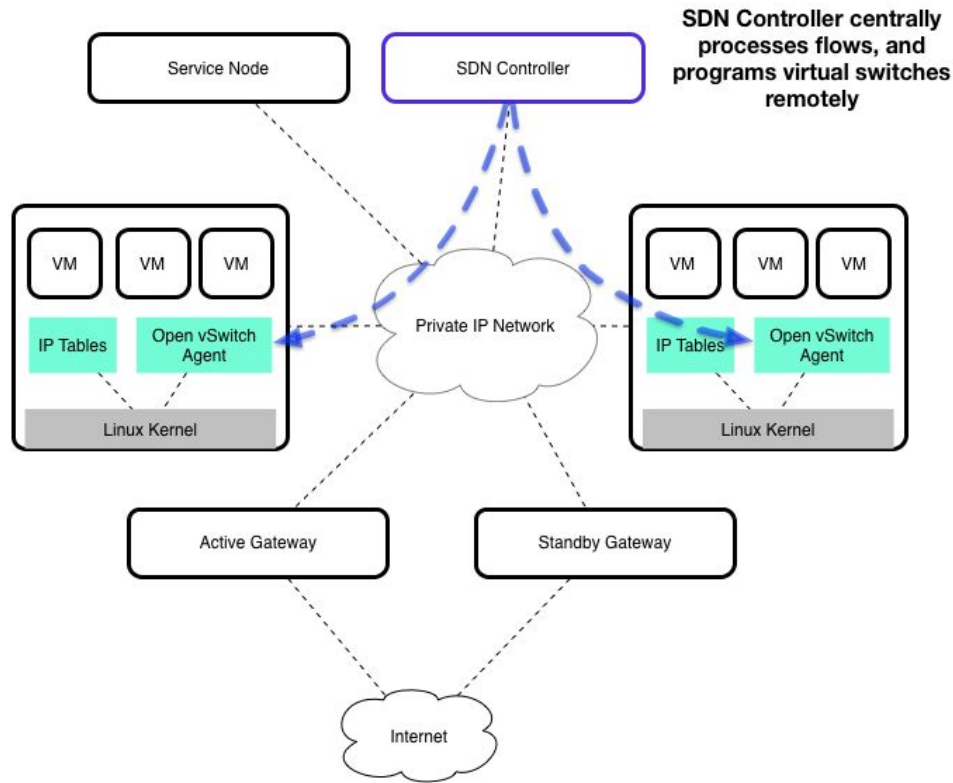 SDN Controller centrally
processes flows, and
programs virtual switches
remotely
Service Node
SDN Controller
VM
VM
VM
IP Tables
Open vSwitch
Agent
Linux Kernel
Private IP Network
VM
VM
VM
IP Tables
Open vSwitch
Agent
Linux Kernel
Active Gateway
Standby Gateway
Internet